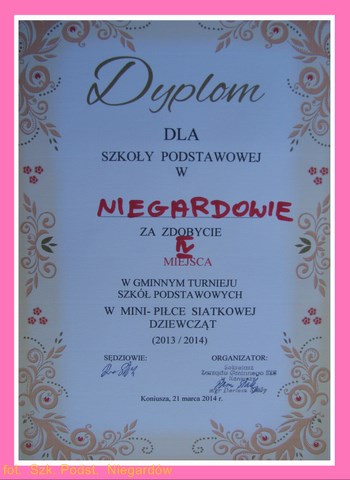 Dyplom
DLA
SZKOŁY PODSTAWOWEJ
W
NIEGARDOWIE
ZA ZDOBYCIE
IV
MIEJSCA
W GMINNYM TURNIEJU
SZKÓŁ PODSTAWOWYCH
W MINI- PIŁCE SIATKOWEJ
DZIEWCZĄT
(2013 / 2014)
SĘDZIOWIE:
ORGANIZATOR:
Koniusza, 21 marca 2014 r.
fot. Szk. Podst. Niegardów